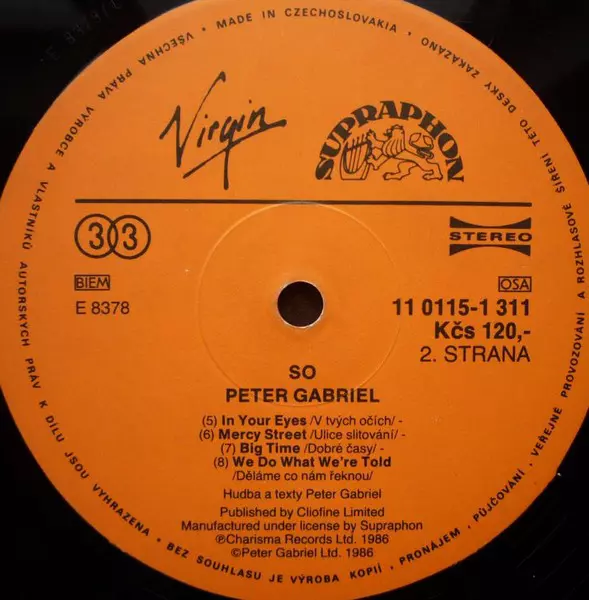 VŠECHNA PRÁVA VÝROBCE A VLASTNÍKŮ AUTORSKÝCH PRÁV K DÍLU JSOU VYHRAZENA • BEZ SOUHLASU JE VÝROBA KOPIÍ, PRONÁJEM, PŮJČOVÁNÍ, VEŘEJNÉ PROVOZOVÁNÍ A ROZHLASOVÉ ŠÍŘENÍ TÉTO DESKY ZAKÁZÁNO • MADE IN CZECHOSLOVAKIA •
Virgin
SUPRAPHON
33
STEREO
BIEM
OSA
E 8378
11 0115-1 311
Kčs 120,-
2. STRANA
SO
PETER GABRIEL
(5) In Your Eyes /V tvých očích/ -
(6) Mercy Street /Ulice slitování/ -
(7) Big Time /Dobré časy/ -
(8) We Do What We're Told
/Děláme co nám řeknou/
Hudba a texty Peter Gabriel
Published by Cliofine Limited
Manufactured under license by Supraphon
℗Charisma Records Ltd. 1986
©Peter Gabriel Ltd. 1986